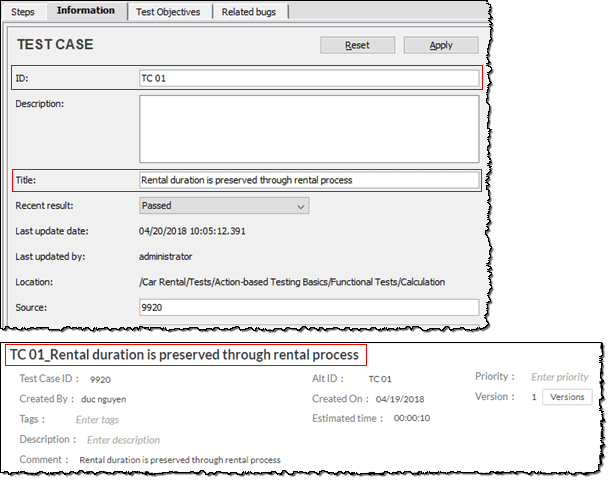 Steps Information Test Objectives Related bugs
TEST CASE Reset Apply
ID: TC 01
Description:
Title: Rental duration is preserved through rental process
Recent result: Passed
Last update date: 04/20/2018 10:05:12.391
Last updated by: administrator
Location: /Car Rental/Tests/Action-based Testing Basics/Functional Tests/Calculation
Source: 9920
TC 01_Rental duration is preserved through rental process
Test Case ID : 9920 Alt ID : TC 01 Priority : Enter priority
Created By : duc nguyen Created On : 04/19/2018 Version : 1 Versions
Tags : Enter tags Estimated time : 00:00:10
Description : Enter description
Comment : Rental duration is preserved through rental process